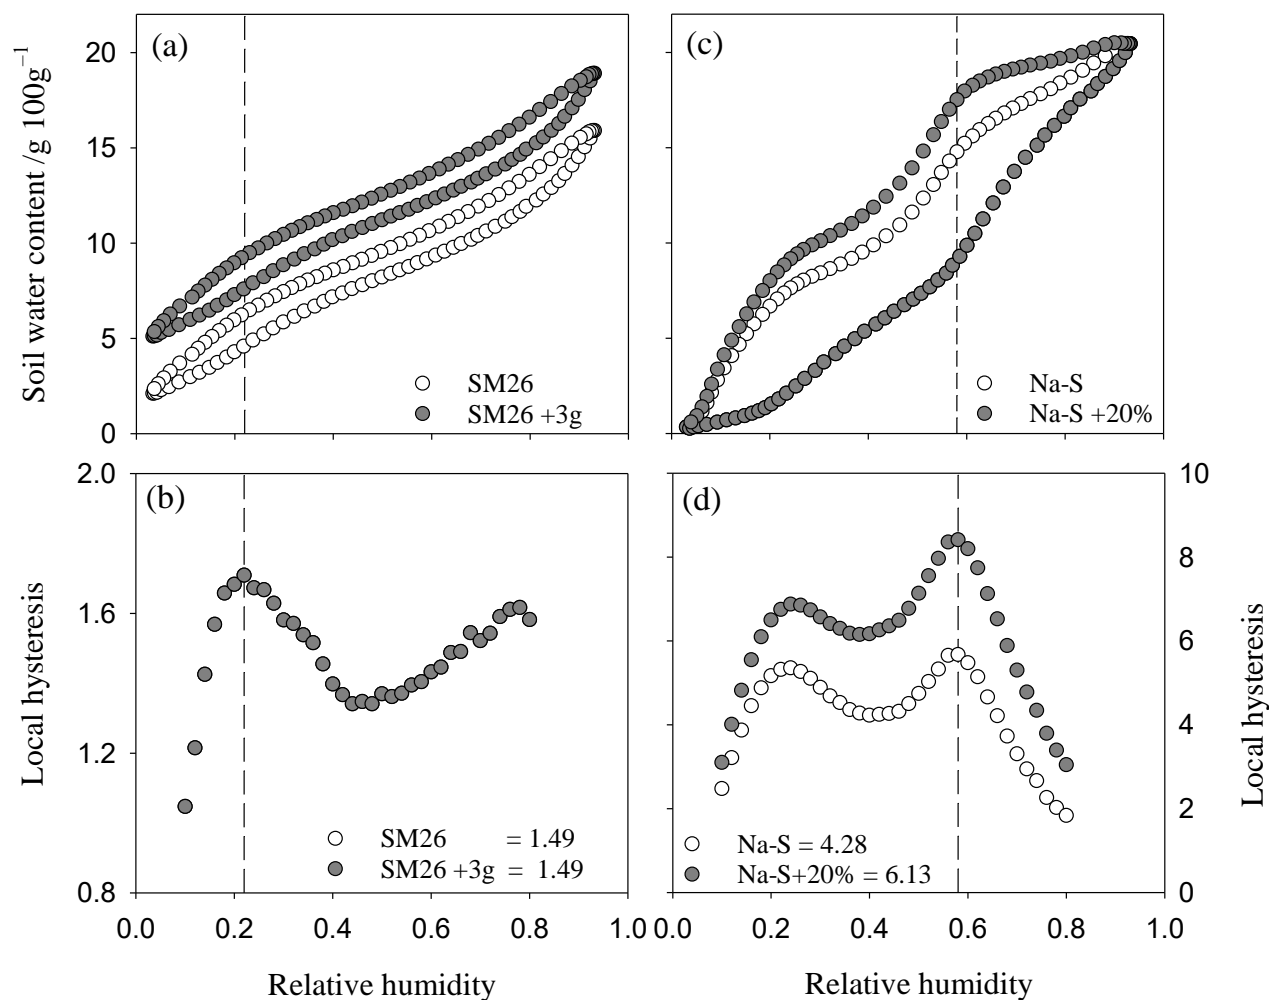 (a)
Soil water content /g 100g⁻¹
20
15
10
5
0
SM26
SM26 +3g
(c)
Na-S
Na-S +20%
(b)
Local hysteresis
2.0
1.6
1.2
0.8
SM26 = 1.49
SM26 +3g = 1.49
0.0 0.2 0.4 0.6 0.8 1.0
Relative humidity
(d)
Na-S = 4.28
Na-S+20% = 6.13
10
8
6
4
2
0
Local hysteresis
0.0 0.2 0.4 0.6 0.8 1.0
Relative humidity